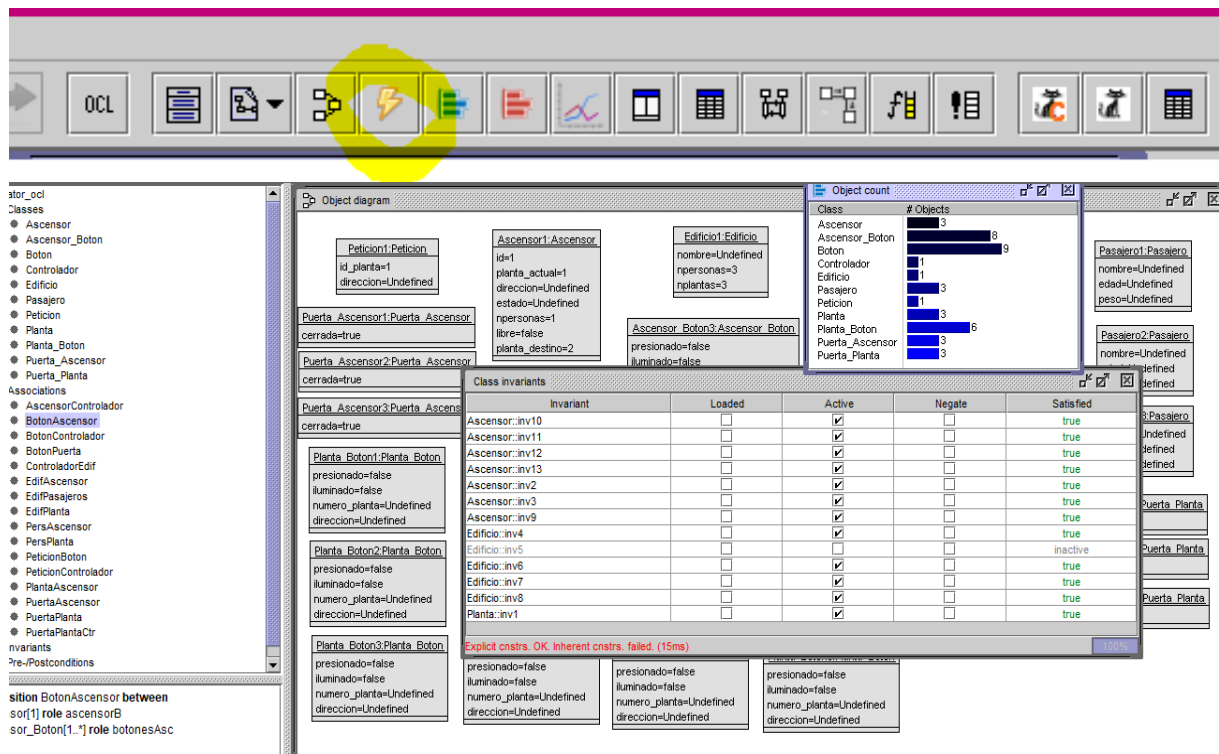 OCL
ator_ocl
Classes
Ascensor
Ascensor_Boton
Boton
Controlador
Edificio
Pasajero
Peticion
Planta
Planta_Boton
Puerta_Ascensor
Puerta_Planta
Associations
AscensorControlador
BotonAscensor
BotonControlador
BotonPuerta
ControladorEdif
EdifAscensor
EdifPasajeros
EdifPlanta
PersAscensor
PersPlanta
PeticionBoton
PeticionControlador
PlantaAscensor
PuertaAscensor
PuertaPlanta
PuertaPlantaCtr
nvariants
Pre-/Postconditions
sition BotonAscensor between
sor[1] role ascensorB
sor_Boton[1..*] role botonesAsc
Object diagram
Peticion1:Peticion
id_planta=1
direccion=Undefined
Puerta_Ascensor1:Puerta_Ascensor
cerrada=true
Puerta_Ascensor2:Puerta_Ascensor
cerrada=true
Puerta_Ascensor3:Puerta_Ascens
cerrada=true
Planta_Boton1:Planta_Boton
presionado=false
iluminado=false
numero_planta=Undefined
direccion=Undefined
Planta_Boton2:Planta_Boton
presionado=false
iluminado=false
numero_planta=Undefined
direccion=Undefined
Planta_Boton3:Planta_Boton
presionado=false
iluminado=false
numero_planta=Undefined
direccion=Undefined
Ascensor1:Ascensor
id=1
planta_actual=1
direccion=Undefined
estado=Undefined
npersonas=1
libre=false
planta_destino=2
Edificio1:Edificio
nombre=Undefined
npersonas=3
nplantas=3
Ascensor_Boton3:Ascensor_Boton
presionado=false
iluminado=false
Object count
Class # Objects
Ascensor 3
Ascensor_Boton 8
Boton 9
Controlador 1
Edificio 1
Pasajero 3
Peticion 1
Planta 3
Planta_Boton 6
Puerta_Ascensor 3
Puerta_Planta 3
Pasajero1:Pasajero
nombre=Undefined
edad=Undefined
peso=Undefined
Pasajero2:Pasajero
nombre=Undefined
defined
defined
3:Pasajero
Undefined
defined
defined
Puerta_Planta
Puerta_Planta
Puerta_Planta
Class invariants
Invariant Loaded Active Negate Satisfied
Ascensor::inv10 true
Ascensor::inv11 true
Ascensor::inv12 true
Ascensor::inv13 true
Ascensor::inv2 true
Ascensor::inv3 true
Ascensor::inv9 true
Edificio::inv4 true
Edificio::inv5 inactive
Edificio::inv6 true
Edificio::inv7 true
Edificio::inv8 true
Planta::inv1 true
Explicit cnstrs. OK. Inherent cnstrs. failed. (15ms) 100%
presionado=false
iluminado=false
numero_planta=Undefined
direccion=Undefined
presionado=false
iluminado=false
numero_planta=Undefined
direccion=Undefined
presionado=false
iluminado=false
numero_planta=Undefined
direccion=Undefined